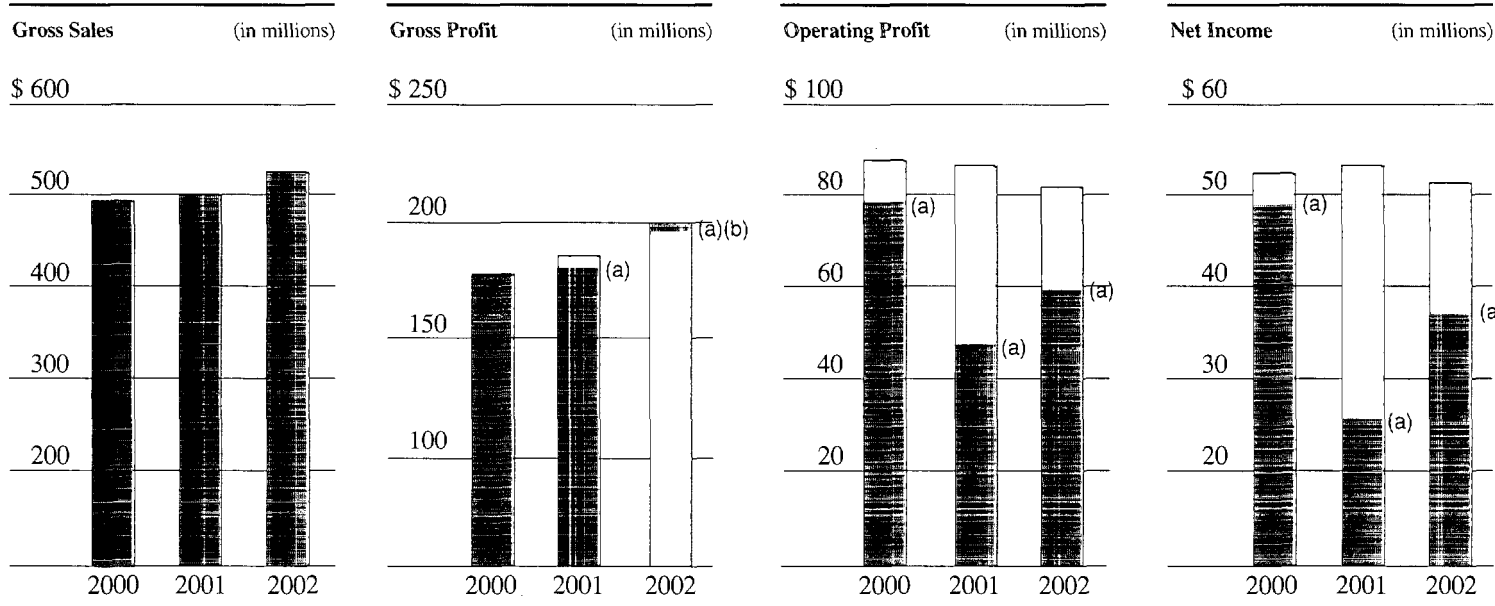 Gross Sales (in millions)
$ 600
500
400
300
200
2000 2001 2002
Gross Profit (in millions)
$ 250
200
(a)(b)
(a)
150
100
2000 2001 2002
Operating Profit (in millions)
$ 100
80
(a)
60
(a)
(a)
40
20
2000 2001 2002
Net Income (in millions)
$ 60
50
(a)
40
(a
30
(a)
20
2000 2001 2002